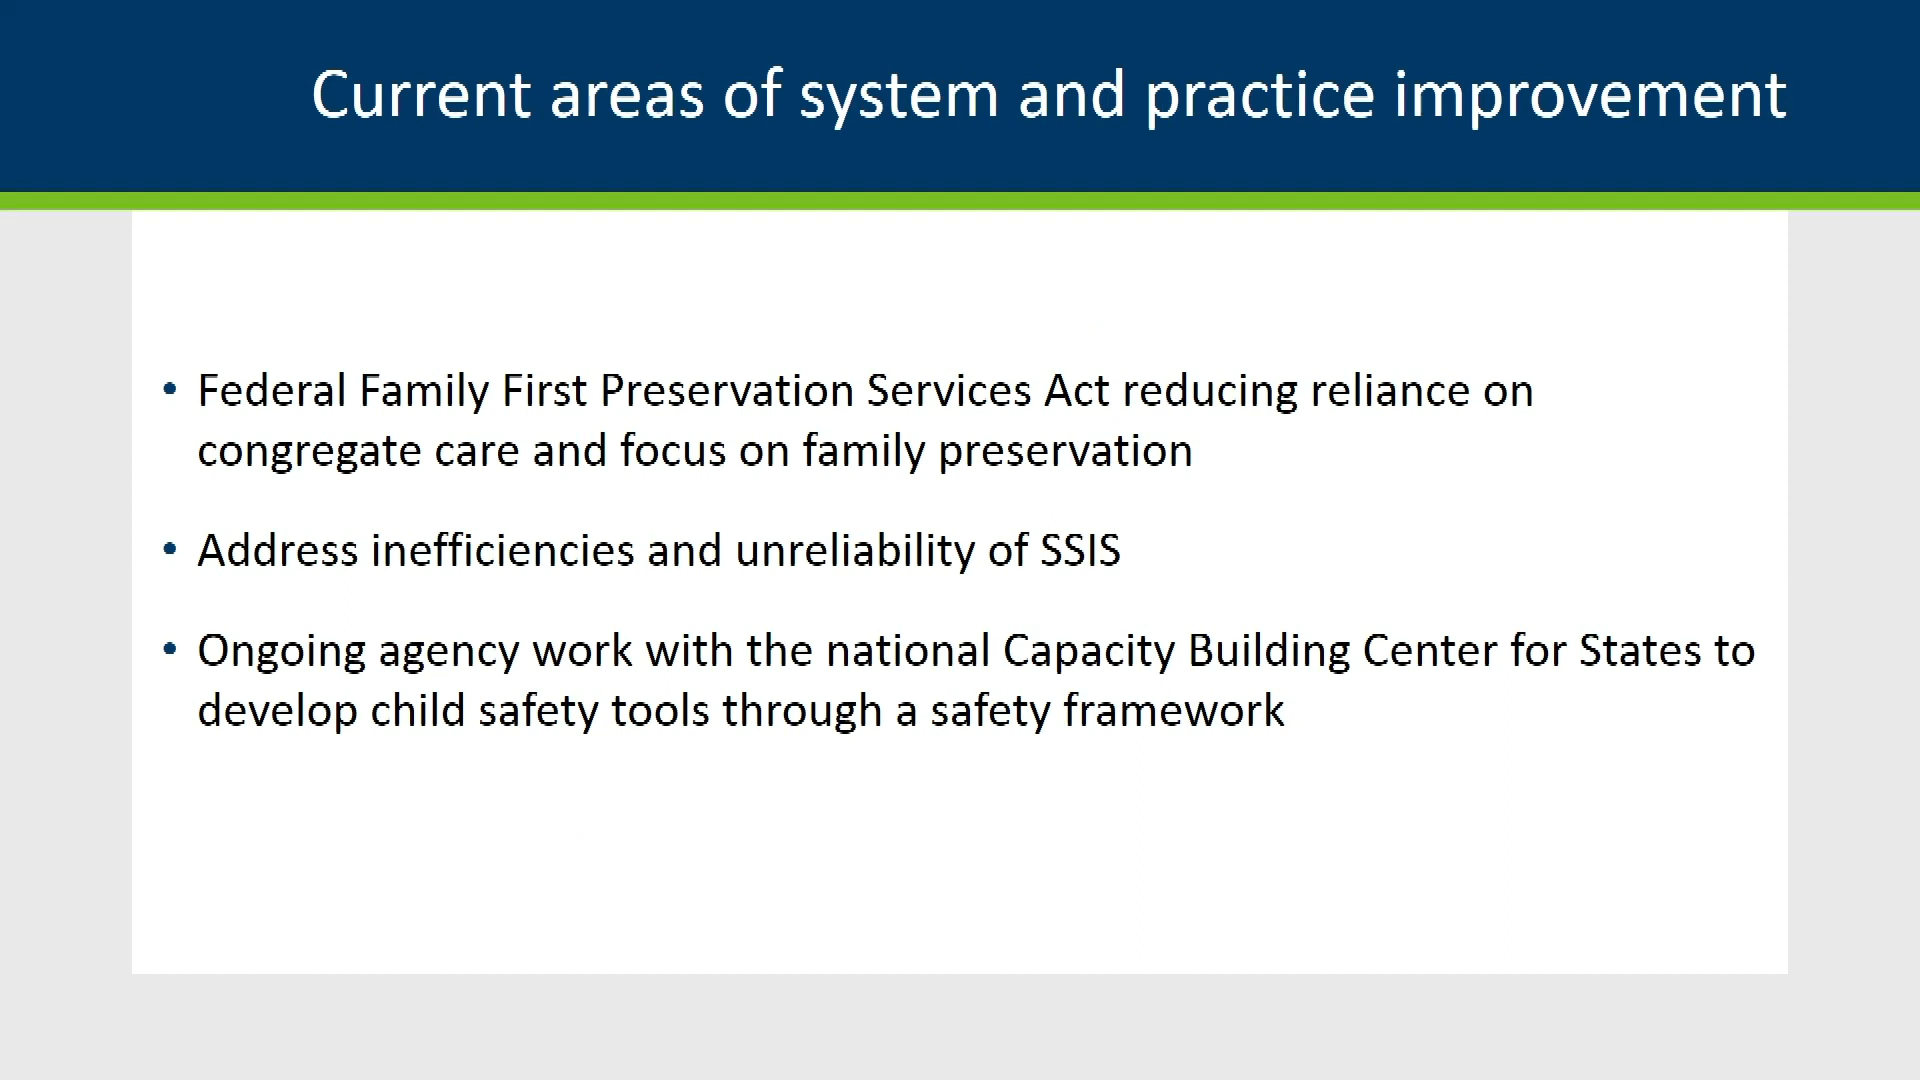 Current areas of system and practice improvement
• Federal Family First Preservation Services Act reducing reliance on
congregate care and focus on family preservation
• Address inefficiencies and unreliability of SSIS
• Ongoing agency work with the national Capacity Building Center for States to
develop child safety tools through a safety framework